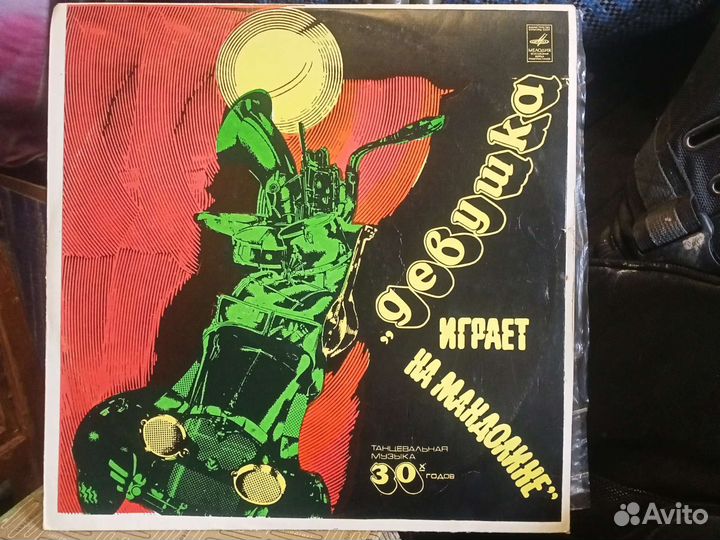 МЕЛОДИЯ
„девушка
ИГРАЕТ
НА МАНДОЛИНЕ"
ТАНЦЕВАЛЬНАЯ
МУЗЫКА
30Х ГОДОВ
Avito